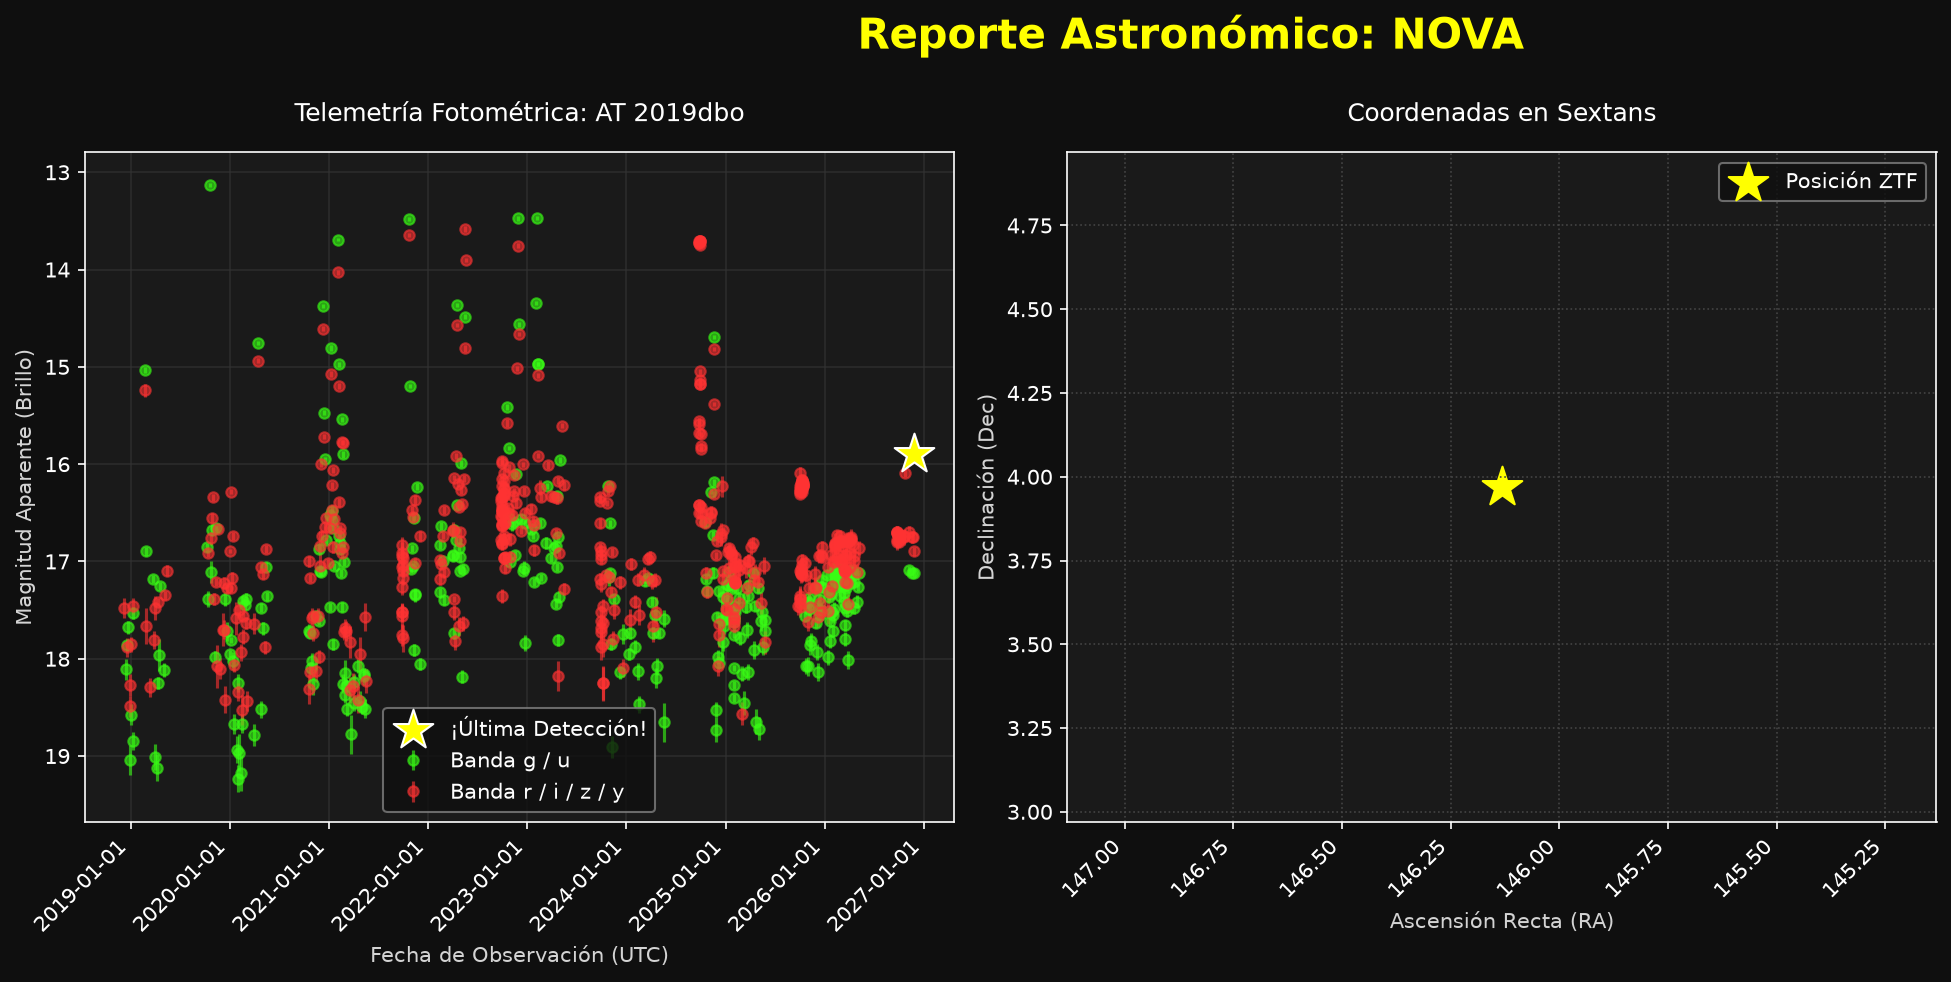 Reporte Astronómico: NOVA
Telemetría Fotométrica: AT 2019dbo
Magnitud Aparente (Brillo)
13
14
15
16
17
18
19
¡Última Detección!
Banda g / u
Banda r / i / z / y
2019-01-01
2020-01-01
2021-01-01
2022-01-01
2023-01-01
2024-01-01
2025-01-01
2026-01-01
2027-01-01
Fecha de Observación (UTC)
Coordenadas en Sextans
Posición ZTF
Declinación (Dec)
4.75
4.50
4.25
4.00
3.75
3.50
3.25
3.00
147.00
146.75
146.50
146.25
146.00
145.75
145.50
145.25
Ascensión Recta (RA)